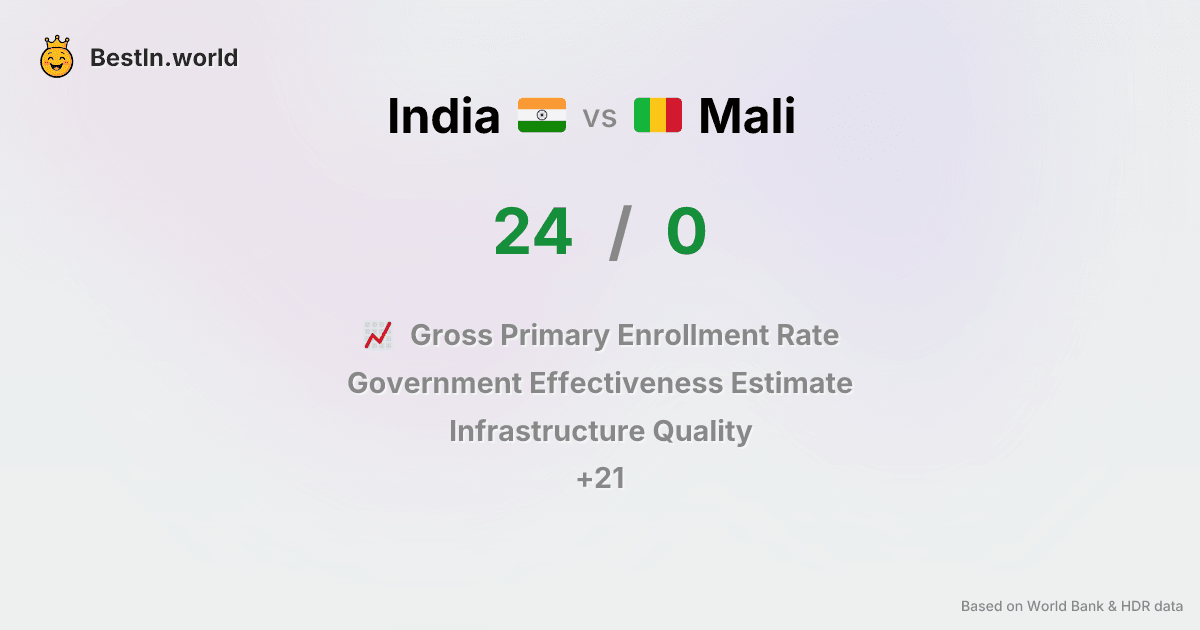 BestIn.world
India vs Mali
24 / 0
Gross Primary Enrollment Rate
Government Effectiveness Estimate
Infrastructure Quality
+21
Based on World Bank & HDR data